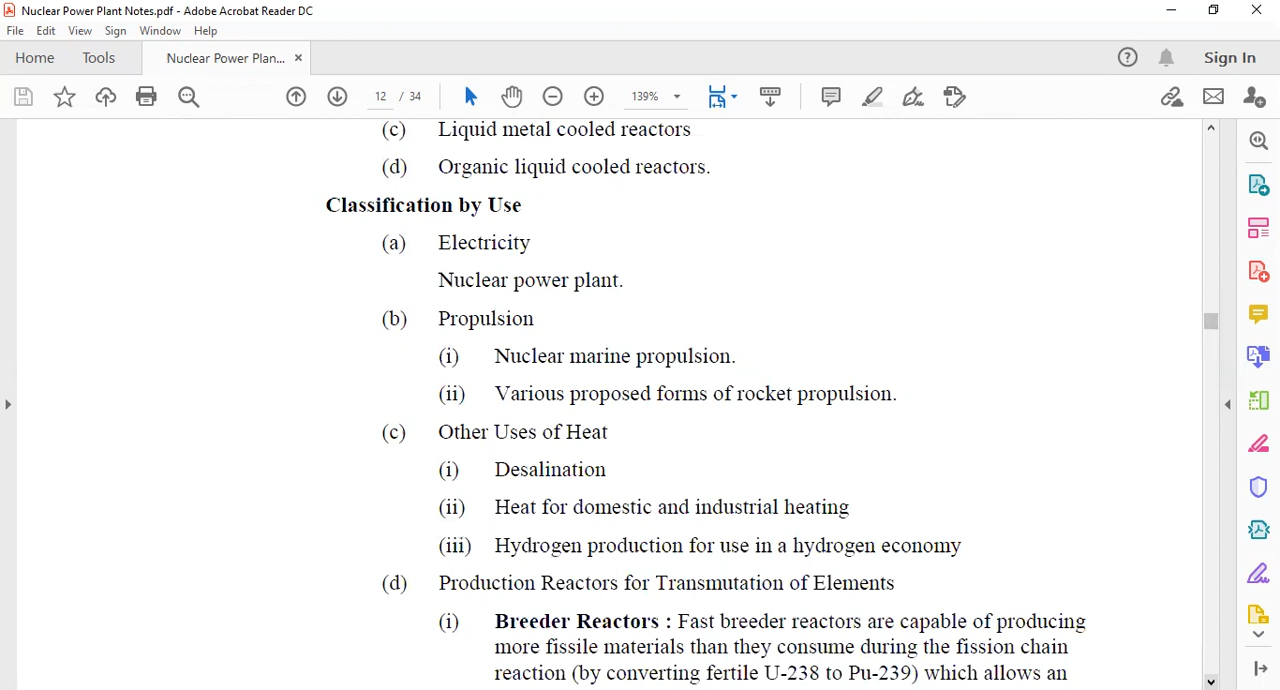 Nuclear Power Plant Notes.pdf - Adobe Acrobat Reader DC
File Edit View Sign Window Help
Home Tools Nuclear Power Plan... × Sign In
12 / 34 139%
(c) Liquid metal cooled reactors
(d) Organic liquid cooled reactors.
Classification by Use
(a) Electricity
Nuclear power plant.
(b) Propulsion
(i) Nuclear marine propulsion.
(ii) Various proposed forms of rocket propulsion.
(c) Other Uses of Heat
(i) Desalination
(ii) Heat for domestic and industrial heating
(iii) Hydrogen production for use in a hydrogen economy
(d) Production Reactors for Transmutation of Elements
(i) Breeder Reactors : Fast breeder reactors are capable of producing
more fissile materials than they consume during the fission chain
reaction (by converting fertile U-238 to Pu-239) which allows an